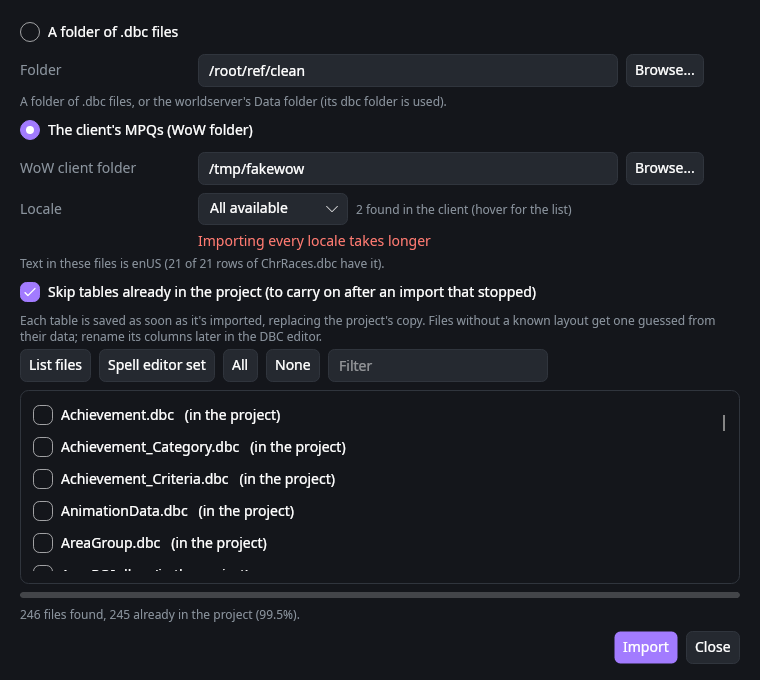 A folder of .dbc files
Folder
/root/ref/clean
Browse...
A folder of .dbc files, or the worldserver's Data folder (its dbc folder is used).
The client's MPQs (WoW folder)
WoW client folder
/tmp/fakewow
Browse...
Locale
All available
2 found in the client (hover for the list)
Importing every locale takes longer
Text in these files is enUS (21 of 21 rows of ChrRaces.dbc have it).
Skip tables already in the project (to carry on after an import that stopped)
Each table is saved as soon as it's imported, replacing the project's copy. Files without a known layout get one guessed from
their data; rename its columns later in the DBC editor.
List files
Spell editor set
All
None
Filter
Achievement.dbc (in the project)
Achievement_Category.dbc (in the project)
Achievement_Criteria.dbc (in the project)
AnimationData.dbc (in the project)
AreaGroup.dbc (in the project)
246 files found, 245 already in the project (99.5%).
Import
Close